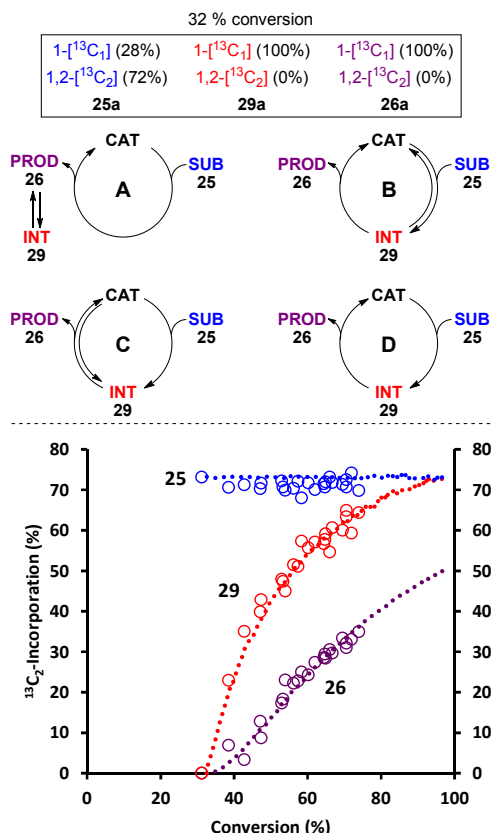 32 % conversion
1-[¹³C₁] (28%) 1-[¹³C₁] (100%) 1-[¹³C₁] (100%)
1,2-[¹³C₂] (72%) 1,2-[¹³C₂] (0%) 1,2-[¹³C₂] (0%)
25a 29a 26a
CAT
PROD
26
SUB
25
A
INT
29
CAT
PROD
26
SUB
25
B
INT
29
CAT
PROD
26
SUB
25
C
INT
29
CAT
PROD
26
SUB
25
D
INT
29
80 80
25
70 70
60 60
50 50
29
40 40
30 30
26
20 20
10 10
0 0
0 20 40 60 80 100
¹³C₂-Incorporation (%)
Conversion (%)